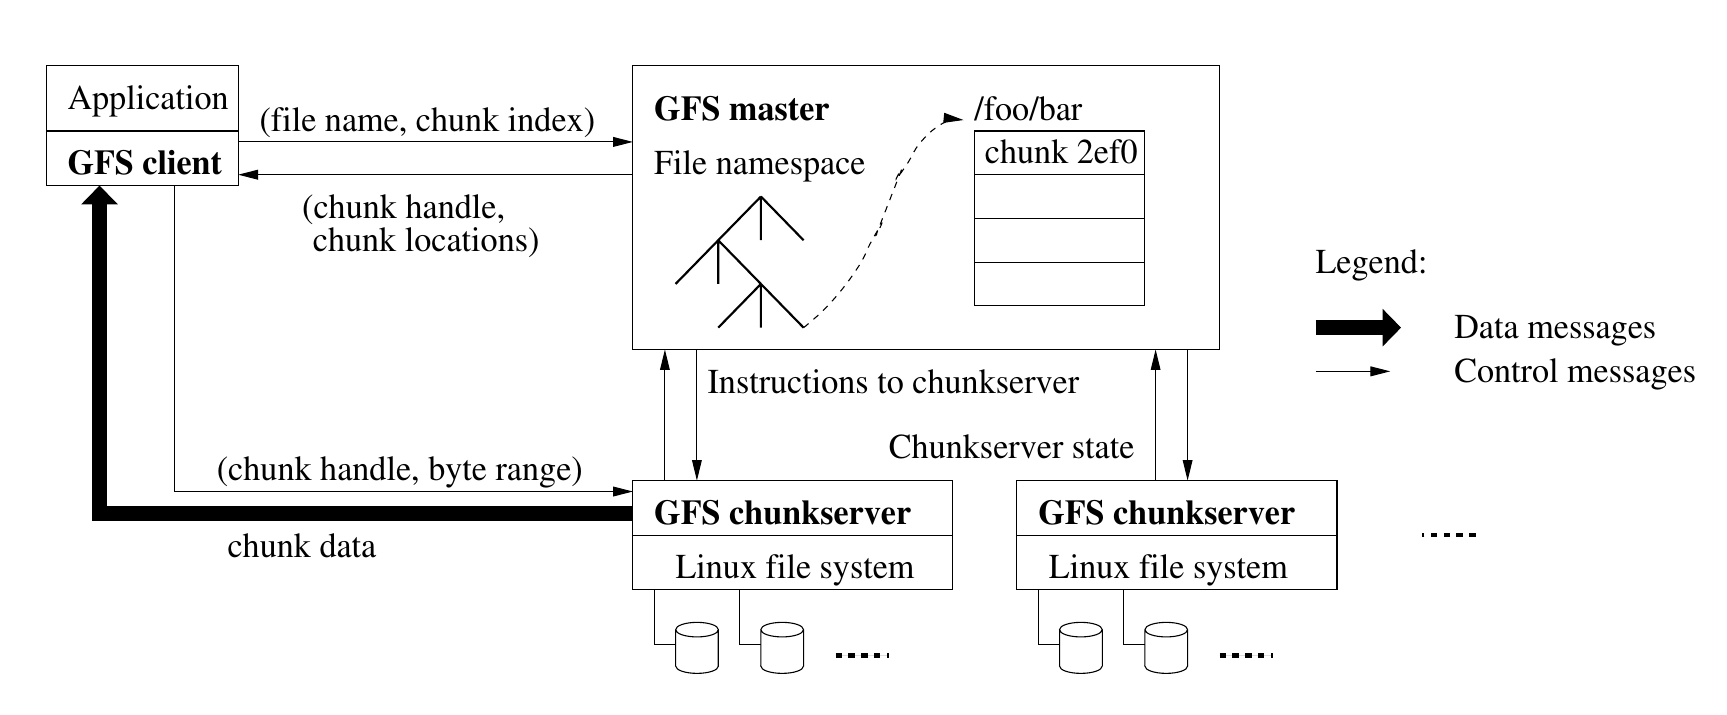 Application
GFS client
(file name, chunk index)
(chunk handle,
chunk locations)
GFS master
File namespace
/foo/bar
chunk 2ef0
Legend:
Data messages
Control messages
Instructions to chunkserver
Chunkserver state
(chunk handle, byte range)
chunk data
GFS chunkserver
Linux file system
GFS chunkserver
Linux file system